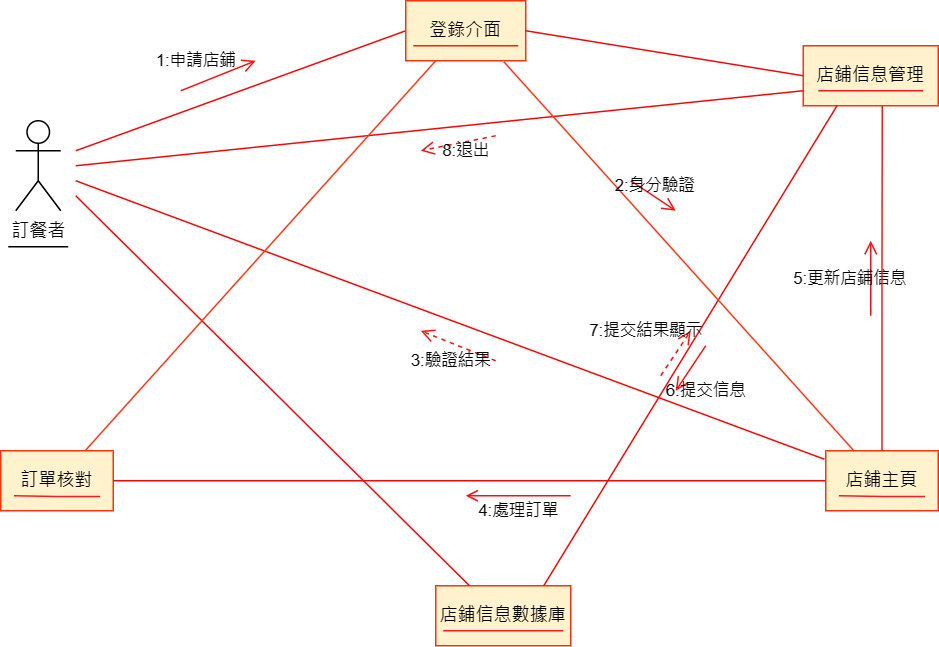 登錄介面
1:申請店鋪
店鋪信息管理
8:退出
2:身分驗證
訂餐者
5:更新店鋪信息
7:提交結果顯示
3:驗證結果
6:提交信息
訂單核對
店鋪主頁
4:處理訂單
店鋪信息數據庫